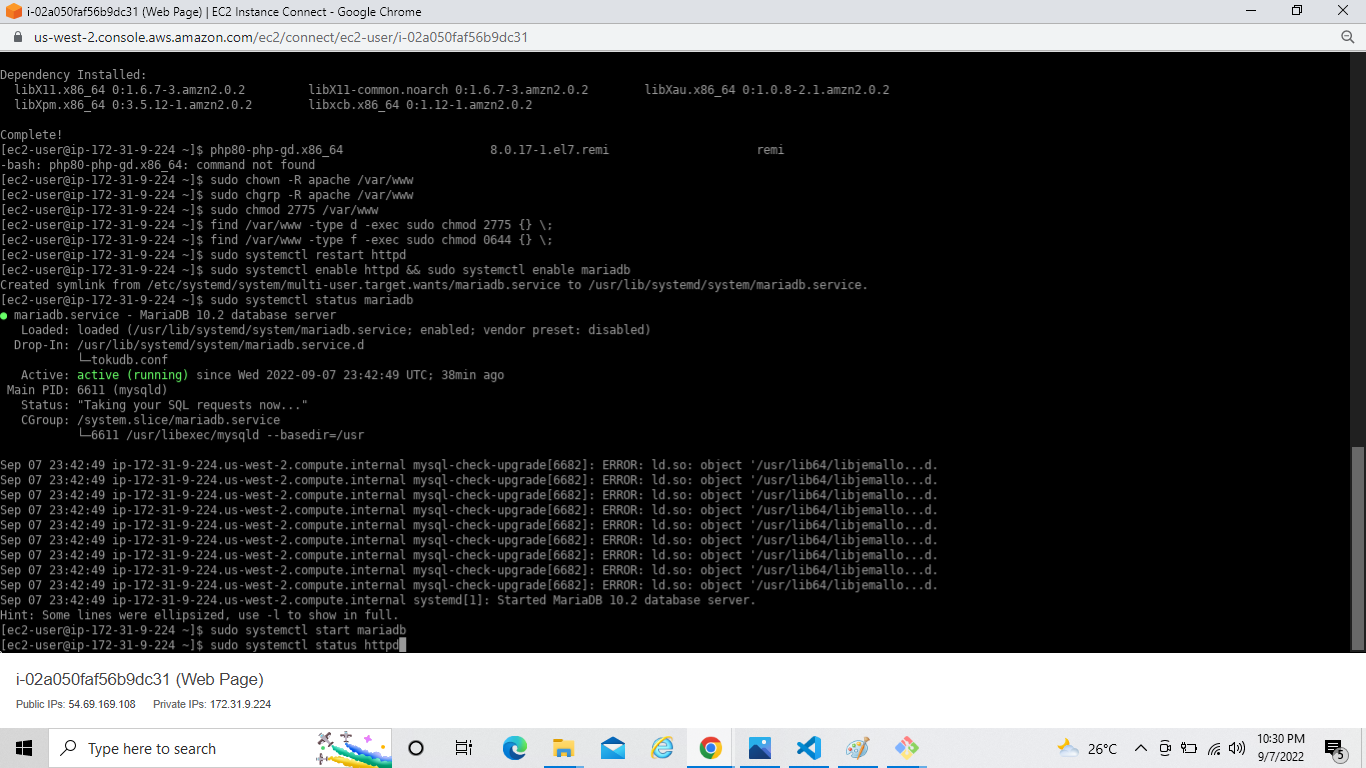 i-02a050faf56b9dc31 (Web Page) | EC2 Instance Connect - Google Chrome
us-west-2.console.aws.amazon.com/ec2/connect/ec2-user/i-02a050faf56b9dc31
Dependency Installed:
  libX11.x86_64 0:1.6.7-3.amzn2.0.2         libX11-common.noarch 0:1.6.7-3.amzn2.0.2        libXau.x86_64 0:1.0.8-2.1.amzn2.0.2
  libXpm.x86_64 0:3.5.12-1.amzn2.0.2        libxcb.x86_64 0:1.12-1.amzn2.0.2
Complete!
[ec2-user@ip-172-31-9-224 ~]$ php80-php-gd.x86_64                     8.0.17-1.el7.remi                     remi
-bash: php80-php-gd.x86_64: command not found
[ec2-user@ip-172-31-9-224 ~]$ sudo chown -R apache /var/www
[ec2-user@ip-172-31-9-224 ~]$ sudo chgrp -R apache /var/www
[ec2-user@ip-172-31-9-224 ~]$ sudo chmod 2775 /var/www
[ec2-user@ip-172-31-9-224 ~]$ find /var/www -type d -exec sudo chmod 2775 {} \;
[ec2-user@ip-172-31-9-224 ~]$ find /var/www -type f -exec sudo chmod 0644 {} \;
[ec2-user@ip-172-31-9-224 ~]$ sudo systemctl restart httpd
[ec2-user@ip-172-31-9-224 ~]$ sudo systemctl enable httpd && sudo systemctl enable mariadb
Created symlink from /etc/systemd/system/multi-user.target.wants/mariadb.service to /usr/lib/systemd/system/mariadb.service.
[ec2-user@ip-172-31-9-224 ~]$ sudo systemctl status mariadb
● mariadb.service - MariaDB 10.2 database server
   Loaded: loaded (/usr/lib/systemd/system/mariadb.service; enabled; vendor preset: disabled)
  Drop-In: /usr/lib/systemd/system/mariadb.service.d
           └─tokudb.conf
   Active: active (running) since Wed 2022-09-07 23:42:49 UTC; 38min ago
 Main PID: 6611 (mysqld)
   Status: "Taking your SQL requests now..."
   CGroup: /system.slice/mariadb.service
           └─6611 /usr/libexec/mysqld --basedir=/usr
Sep 07 23:42:49 ip-172-31-9-224.us-west-2.compute.internal mysql-check-upgrade[6682]: ERROR: ld.so: object '/usr/lib64/libjemallo...d.
Sep 07 23:42:49 ip-172-31-9-224.us-west-2.compute.internal mysql-check-upgrade[6682]: ERROR: ld.so: object '/usr/lib64/libjemallo...d.
Sep 07 23:42:49 ip-172-31-9-224.us-west-2.compute.internal mysql-check-upgrade[6682]: ERROR: ld.so: object '/usr/lib64/libjemallo...d.
Sep 07 23:42:49 ip-172-31-9-224.us-west-2.compute.internal mysql-check-upgrade[6682]: ERROR: ld.so: object '/usr/lib64/libjemallo...d.
Sep 07 23:42:49 ip-172-31-9-224.us-west-2.compute.internal mysql-check-upgrade[6682]: ERROR: ld.so: object '/usr/lib64/libjemallo...d.
Sep 07 23:42:49 ip-172-31-9-224.us-west-2.compute.internal mysql-check-upgrade[6682]: ERROR: ld.so: object '/usr/lib64/libjemallo...d.
Sep 07 23:42:49 ip-172-31-9-224.us-west-2.compute.internal mysql-check-upgrade[6682]: ERROR: ld.so: object '/usr/lib64/libjemallo...d.
Sep 07 23:42:49 ip-172-31-9-224.us-west-2.compute.internal mysql-check-upgrade[6682]: ERROR: ld.so: object '/usr/lib64/libjemallo...d.
Sep 07 23:42:49 ip-172-31-9-224.us-west-2.compute.internal mysql-check-upgrade[6682]: ERROR: ld.so: object '/usr/lib64/libjemallo...d.
Sep 07 23:42:49 ip-172-31-9-224.us-west-2.compute.internal systemd[1]: Started MariaDB 10.2 database server.
Hint: Some lines were ellipsized, use -l to show in full.
[ec2-user@ip-172-31-9-224 ~]$ sudo systemctl start mariadb
[ec2-user@ip-172-31-9-224 ~]$ sudo systemctl status httpd
i-02a050faf56b9dc31 (Web Page)
Public IPs: 54.69.169.108     Private IPs: 172.31.9.224
Type here to search
26°C
10:30 PM
9/7/2022
5